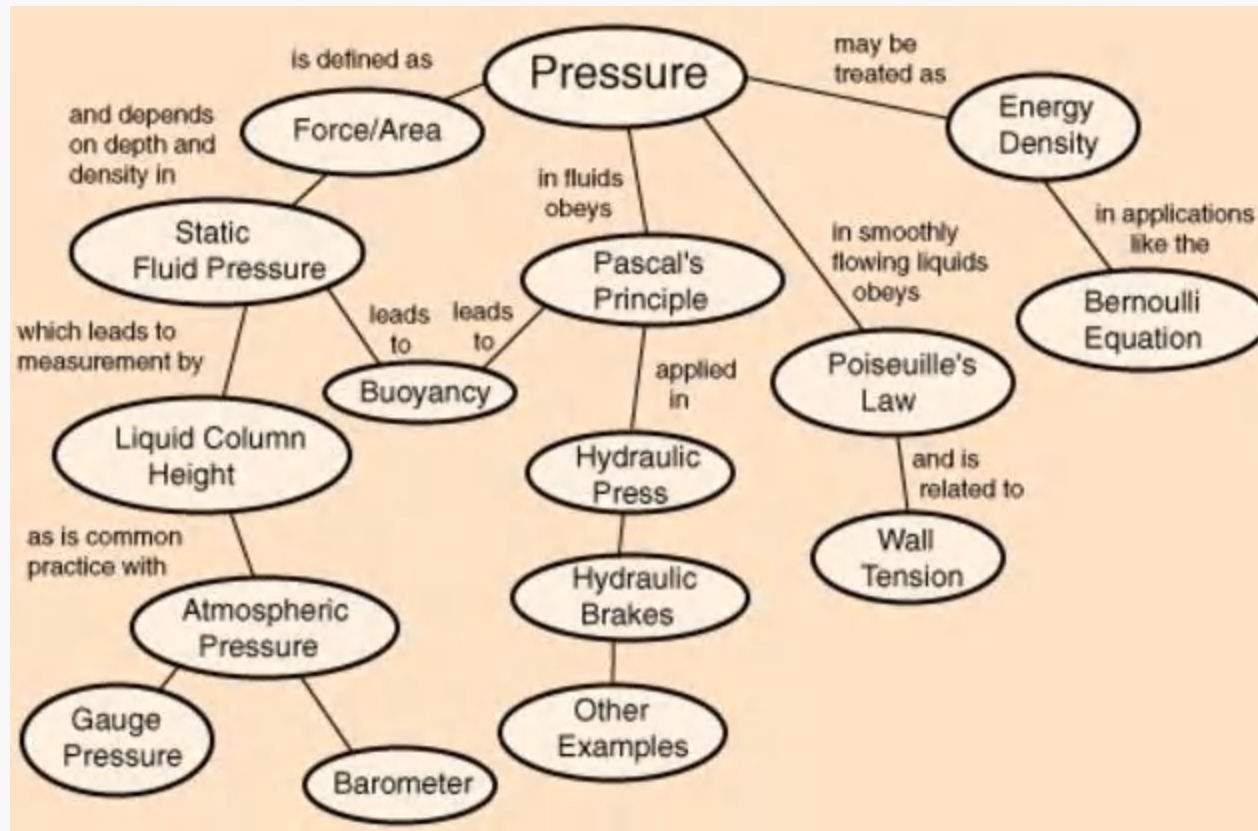 Pressure
is defined as
Force/Area
may be
treated as
Energy
Density
and depends
on depth and
density in
in fluids
obeys
Static
Fluid Pressure
Pascal's
Principle
in smoothly
flowing liquids
obeys
in applications
like the
Bernoulli
Equation
which leads to
measurement by
leads
to
leads
to
Buoyancy
applied
in
Poiseuille's
Law
Liquid Column
Height
Hydraulic
Press
and is
related to
as is common
practice with
Wall
Tension
Atmospheric
Pressure
Hydraulic
Brakes
Gauge
Pressure
Barometer
Other
Examples